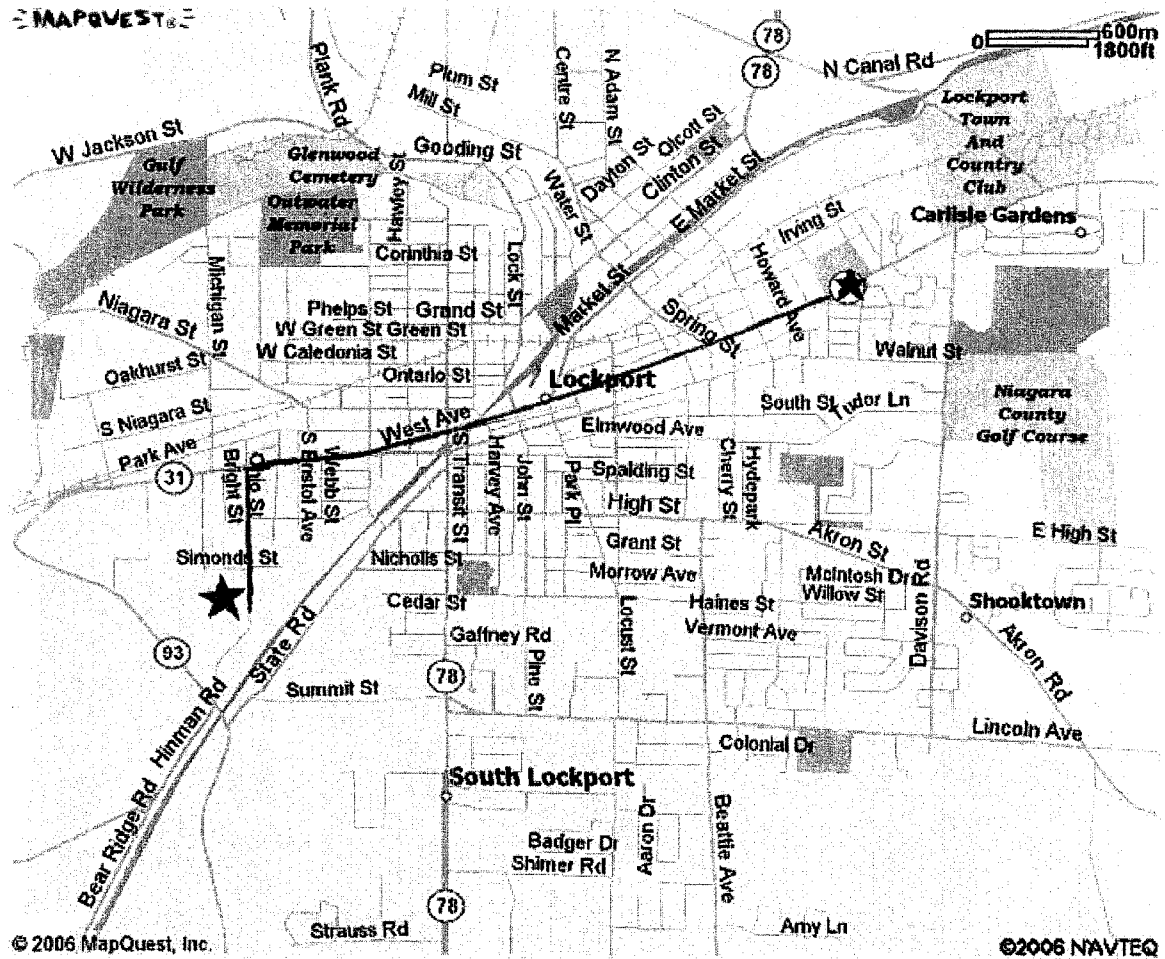 MAPQUEST®
78
0 600m
1800ft
78
N Canal Rd
Plank Rd
Plum St
Mill St
Centre St
N Adam St
Olcott St
Lockport
Town
And
Country
Club
W Jackson St
Glenwood
Cemetery
Gooding St
Dayton St
Clinton St
E Market St
Gulf
Wilderness
Park
Outwater
Memorial
Park
Hawley St
Water St
Irving St
Carlisle Gardens
Corinthia St
Lock St
Michigan St
Howard Ave
Niagara St
Phelps St
Grand St
Market St
Spring St
W Green St
Green St
W Caledonia St
Walnut St
Oakhurst St
Ontario St
Lockport
S Niagara St
West Ave
South St
Tudor Ln
Niagara
County
Golf Course
Elmwood Ave
Park Ave
31
Bright St
Ohio St
S Bristol Ave
Webb St
S Transit St
Harvey Ave
John St
Park Pl
Spalding St
Cherry St
Hydepark
High St
Akron St
E High St
Simonds St
Nicholls St
Grant St
Morrow Ave
McIntosh Dr
Willow St
Davison Rd
Shooktown
Cedar St
Locust St
Haines St
Vermont Ave
Gaffney Rd
93
State Rd
78
Pine St
Akron Rd
Summit St
Hinman Rd
Lincoln Ave
Colonial Dr
South Lockport
Bear Ridge Rd
Aaron Dr
Beattie Ave
Badger Dr
Shimer Rd
78
Strauss Rd
Amy Ln
© 2006 MapQuest, Inc.
©2006 NAVTEQ